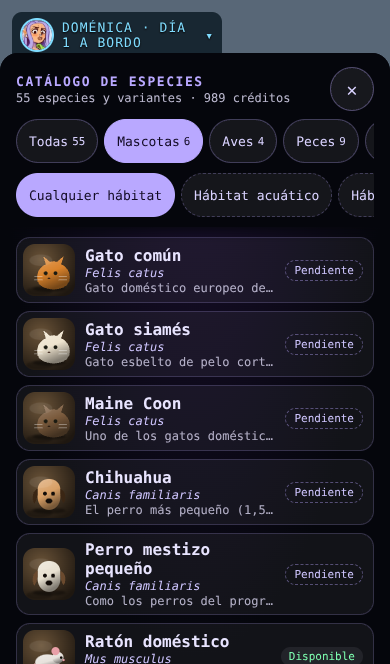 DOMÉNICA · DÍA
1 A BORDO
▾
CATÁLOGO DE ESPECIES
55 especies y variantes · 989 créditos
×
Todas 55
Mascotas 6
Aves 4
Peces 9
Cualquier hábitat
Hábitat acuático
Háb
Gato común
Felis catus
Gato doméstico europeo de…
Pendiente
Gato siamés
Felis catus
Gato esbelto de pelo cort…
Pendiente
Maine Coon
Felis catus
Uno de los gatos doméstic…
Pendiente
Chihuahua
Canis familiaris
El perro más pequeño (1,5…
Pendiente
Perro mestizo
pequeño
Canis familiaris
Como los perros del progr…
Pendiente
Ratón doméstico
Mus musculus
Disponible